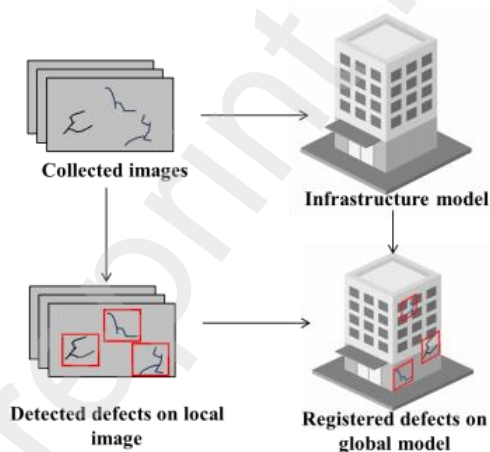 Collected images
Infrastructure model
Detected defects on local
image
Registered defects on
global model